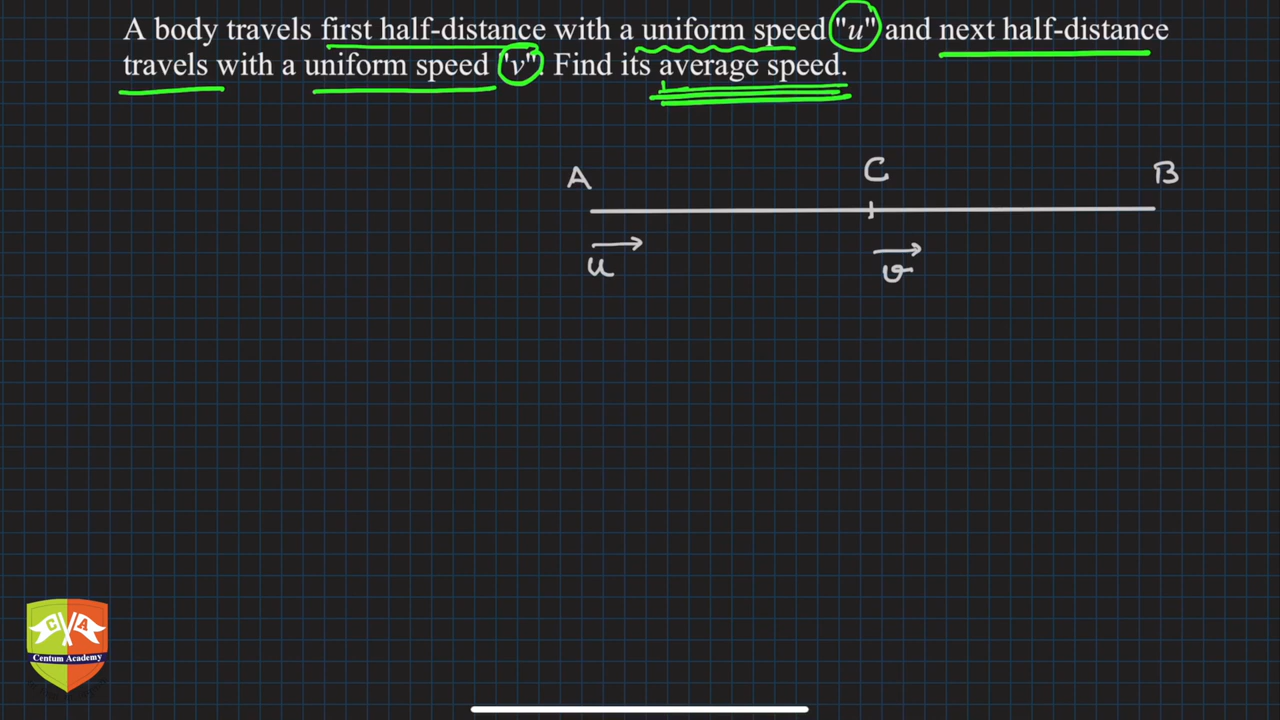 A body travels first half-distance with a uniform speed "u" and next half-distance
travels with a uniform speed "v". Find its average speed.
A C B
u v
C A
Centum Academy